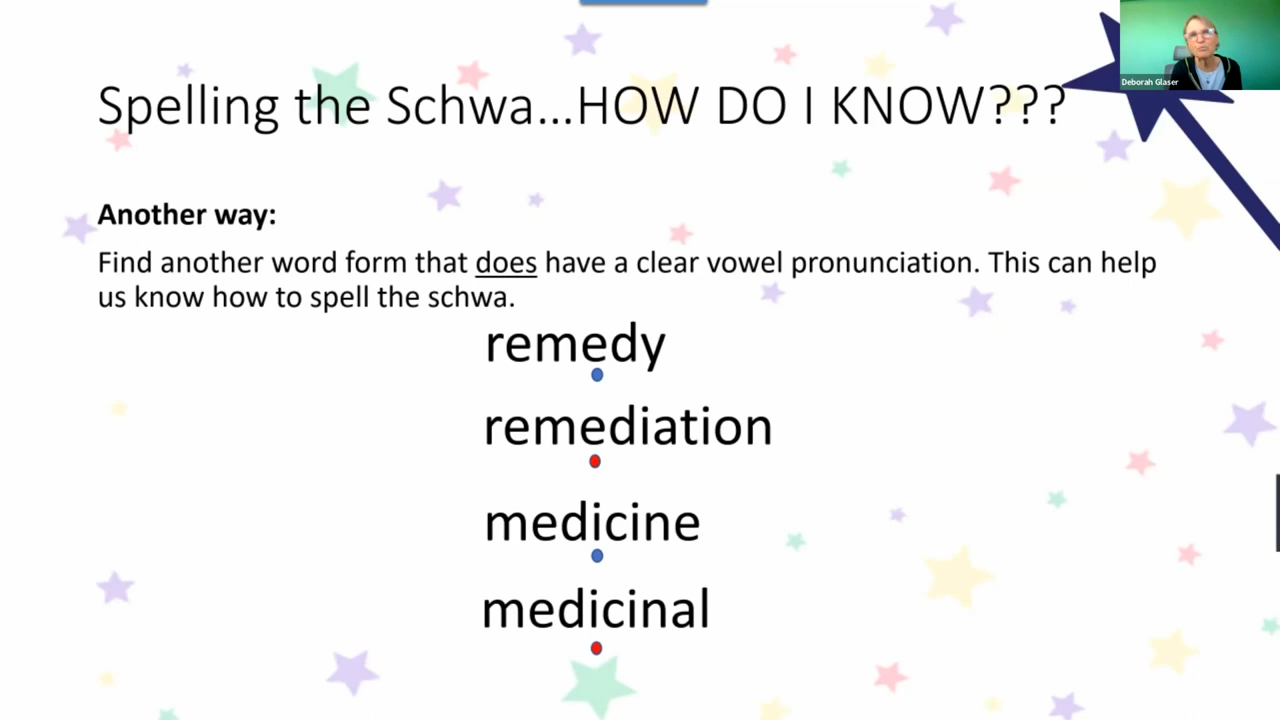 Spelling the Schwa...HOW DO I KNOW???
Deborah Glaser
Another way:
Find another word form that does have a clear vowel pronunciation. This can help
us know how to spell the schwa.
remedy
remediation
medicine
medicinal